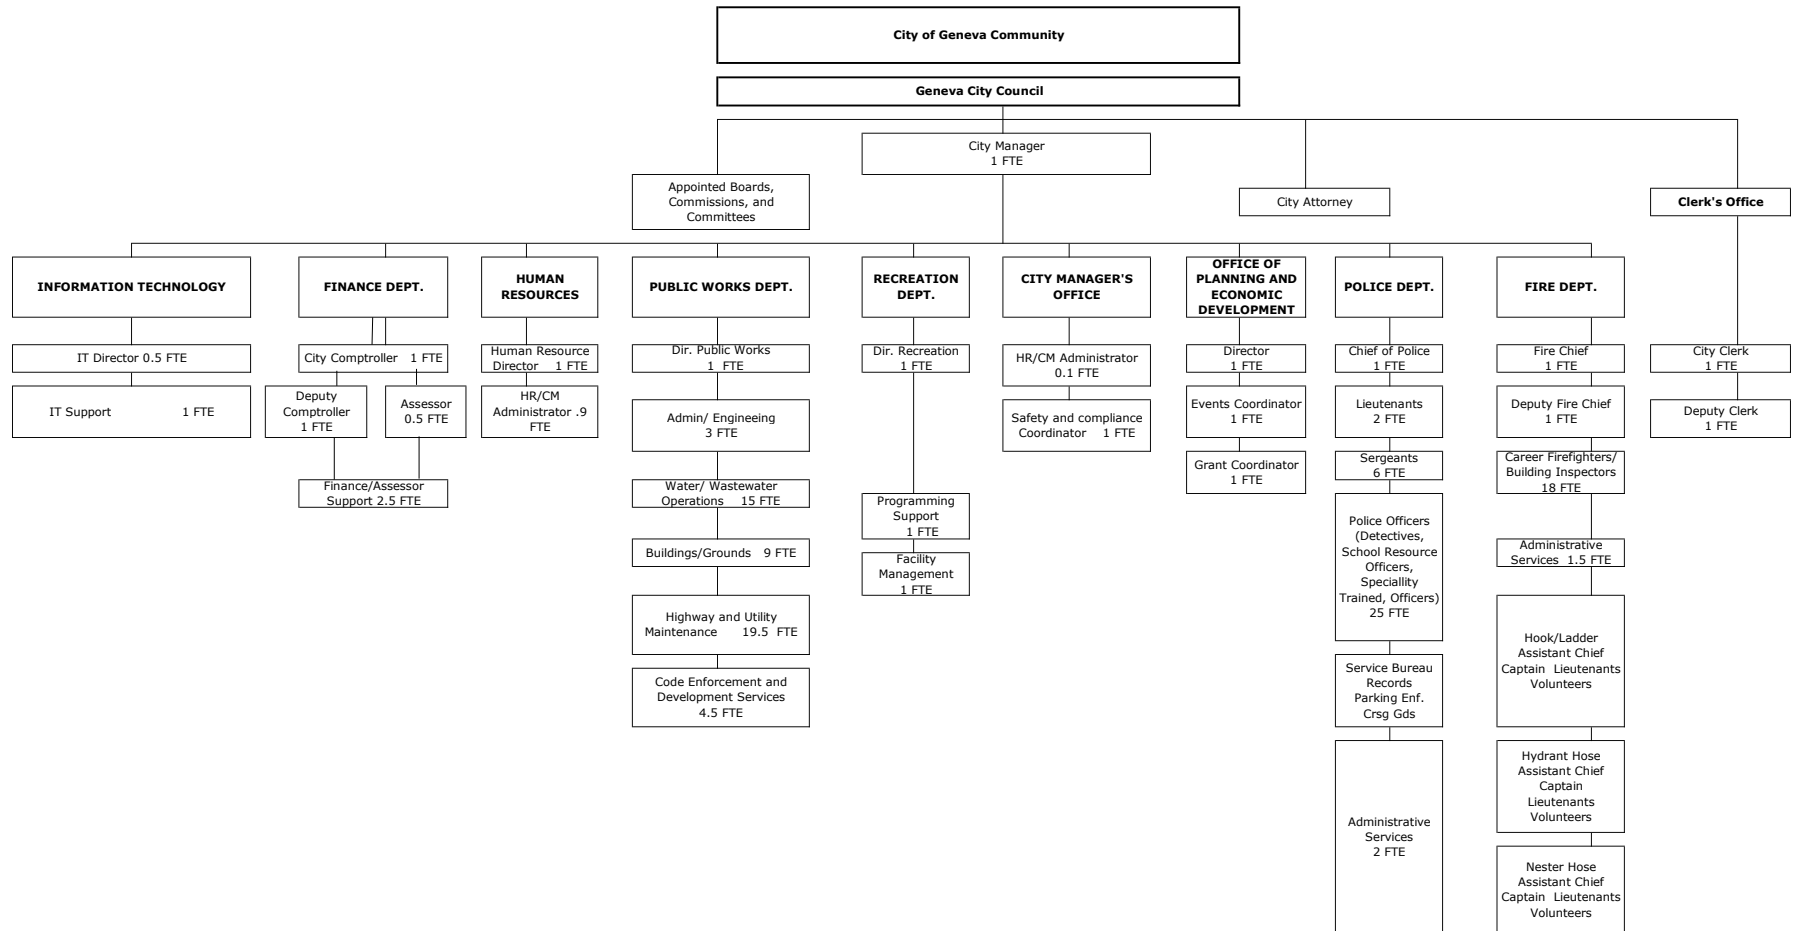 City of Geneva Community
Geneva City Council
City Manager
1 FTE
Appointed Boards,
Commissions, and
Committees
City Attorney
Clerk's Office
INFORMATION TECHNOLOGY
IT Director 0.5 FTE
IT Support 1 FTE
FINANCE DEPT.
City Comptroller 1 FTE
Deputy
Comptroller
1 FTE
Assessor
0.5 FTE
Finance/Assessor
Support 2.5 FTE
HUMAN
RESOURCES
Human Resource
Director 1 FTE
HR/CM
Administrator .9
FTE
PUBLIC WORKS DEPT.
Dir. Public Works
1 FTE
Admin/ Engineeing
3 FTE
Water/ Wastewater
Operations 15 FTE
Buildings/Grounds 9 FTE
Highway and Utility
Maintenance 19.5 FTE
Code Enforcement and
Development Services
4.5 FTE
RECREATION
DEPT.
Dir. Recreation
1 FTE
Programming
Support
1 FTE
Facility
Management
1 FTE
CITY MANAGER'S
OFFICE
HR/CM Administrator
0.1 FTE
Safety and compliance
Coordinator 1 FTE
OFFICE OF
PLANNING AND
ECONOMIC
DEVELOPMENT
Director
1 FTE
Events Coordinator
1 FTE
Grant Coordinator
1 FTE
POLICE DEPT.
Chief of Police
1 FTE
Lieutenants
2 FTE
Sergeants
6 FTE
Police Officers
(Detectives,
School Resource
Officers,
Speciallity
Trained, Officers)
25 FTE
Service Bureau
Records
Parking Enf.
Crsg Gds
Administrative
Services
2 FTE
FIRE DEPT.
Fire Chief
1 FTE
Deputy Fire Chief
1 FTE
Career Firefighters/
Building Inspectors
18 FTE
Administrative
Services 1.5 FTE
Hook/Ladder
Assistant Chief
Captain Lieutenants
Volunteers
Hydrant Hose
Assistant Chief
Captain
Lieutenants
Volunteers
Nester Hose
Assistant Chief
Captain Lieutenants
Volunteers
City Clerk
1 FTE
Deputy Clerk
1 FTE